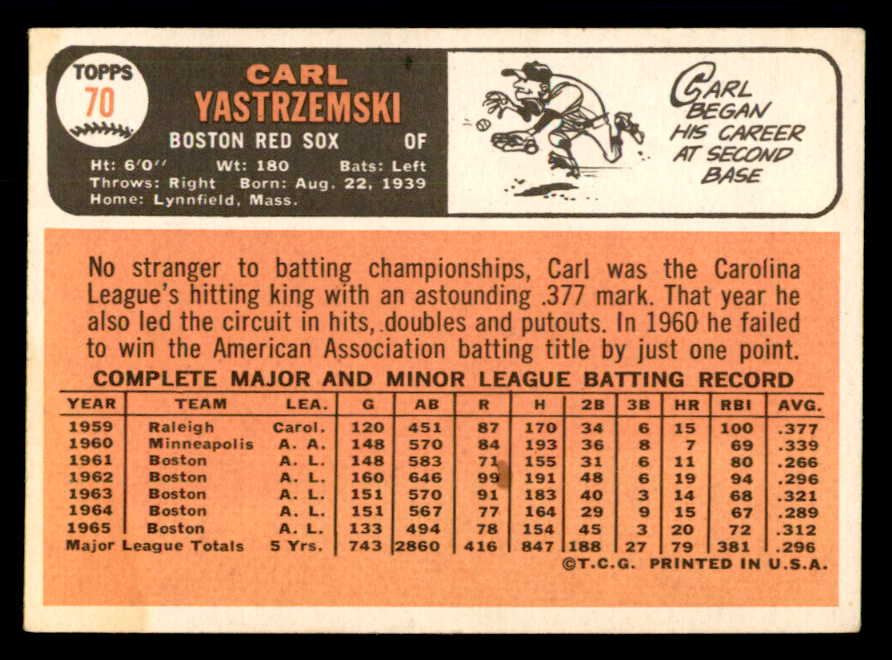 TOPPS
70
CARL
YASTRZEMSKI
BOSTON RED SOX OF
Ht: 6'0" Wt: 180 Bats: Left
Throws: Right Born: Aug. 22, 1939
Home: Lynnfield, Mass.
CARL
BEGAN
HIS CAREER
AT SECOND
BASE
No stranger to batting championships, Carl was the Carolina
League's hitting king with an astounding .377 mark. That year he
also led the circuit in hits, doubles and putouts. In 1960 he failed
to win the American Association batting title by just one point.
COMPLETE MAJOR AND MINOR LEAGUE BATTING RECORD
YEAR TEAM LEA. G AB R H 2B 3B HR RBI AVG.
1959 Raleigh Carol. 120 451 87 170 34 6 15 100 .377
1960 Minneapolis A. A. 148 570 84 193 36 8 7 69 .339
1961 Boston A. L. 148 583 71 155 31 6 11 80 .266
1962 Boston A. L. 160 646 99 191 48 6 19 94 .296
1963 Boston A. L. 151 570 91 183 40 3 14 68 .321
1964 Boston A. L. 151 567 77 164 29 9 15 67 .289
1965 Boston A. L. 133 494 78 154 45 3 20 72 .312
Major League Totals 5 Yrs. 743 2860 416 847 188 27 79 381 .296
©T.C.G. PRINTED IN U.S.A.